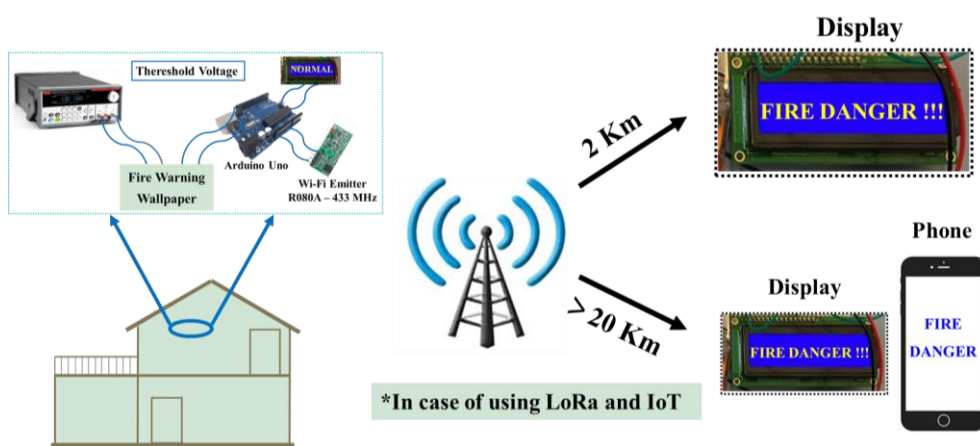 Thereshold Voltage
NORMAL
Fire Warning
Wallpaper
Arduino Uno
Wi-Fi Emitter
R080A – 433 MHz
2 Km
> 20 Km
*In case of using LoRa and IoT
Display
FIRE DANGER !!!
Display
FIRE DANGER !!!
Phone
FIRE
DANGER